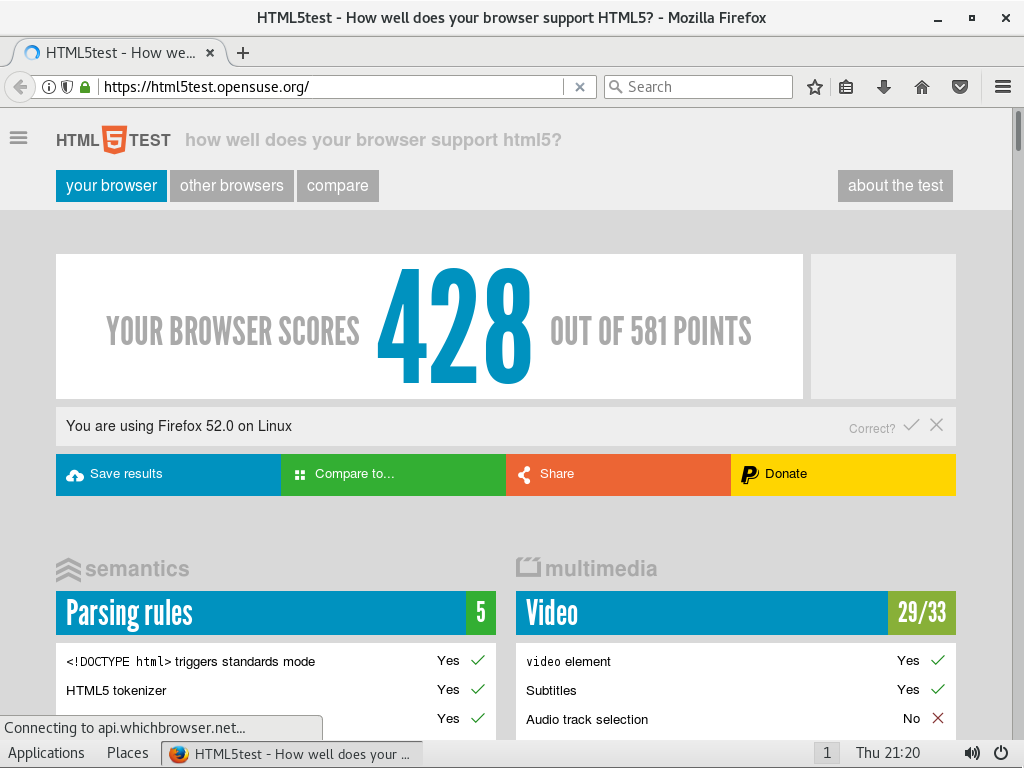 HTML5test - How well does your browser support HTML5? - Mozilla Firefox
HTML5test - How we...
https://html5test.opensuse.org/
Search
HTML 5 TEST how well does your browser support html5?
your browser other browsers compare about the test
YOUR BROWSER SCORES 428 OUT OF 581 POINTS
You are using Firefox 52.0 on Linux Correct?
Save results Compare to... Share Donate
semantics
Parsing rules 5
<!DOCTYPE html> triggers standards mode Yes
HTML5 tokenizer Yes
Yes
multimedia
Video 29/33
video element Yes
Subtitles Yes
Audio track selection No
Connecting to api.whichbrowser.net...
Applications Places HTML5test - How well does your ... 1 Thu 21:20